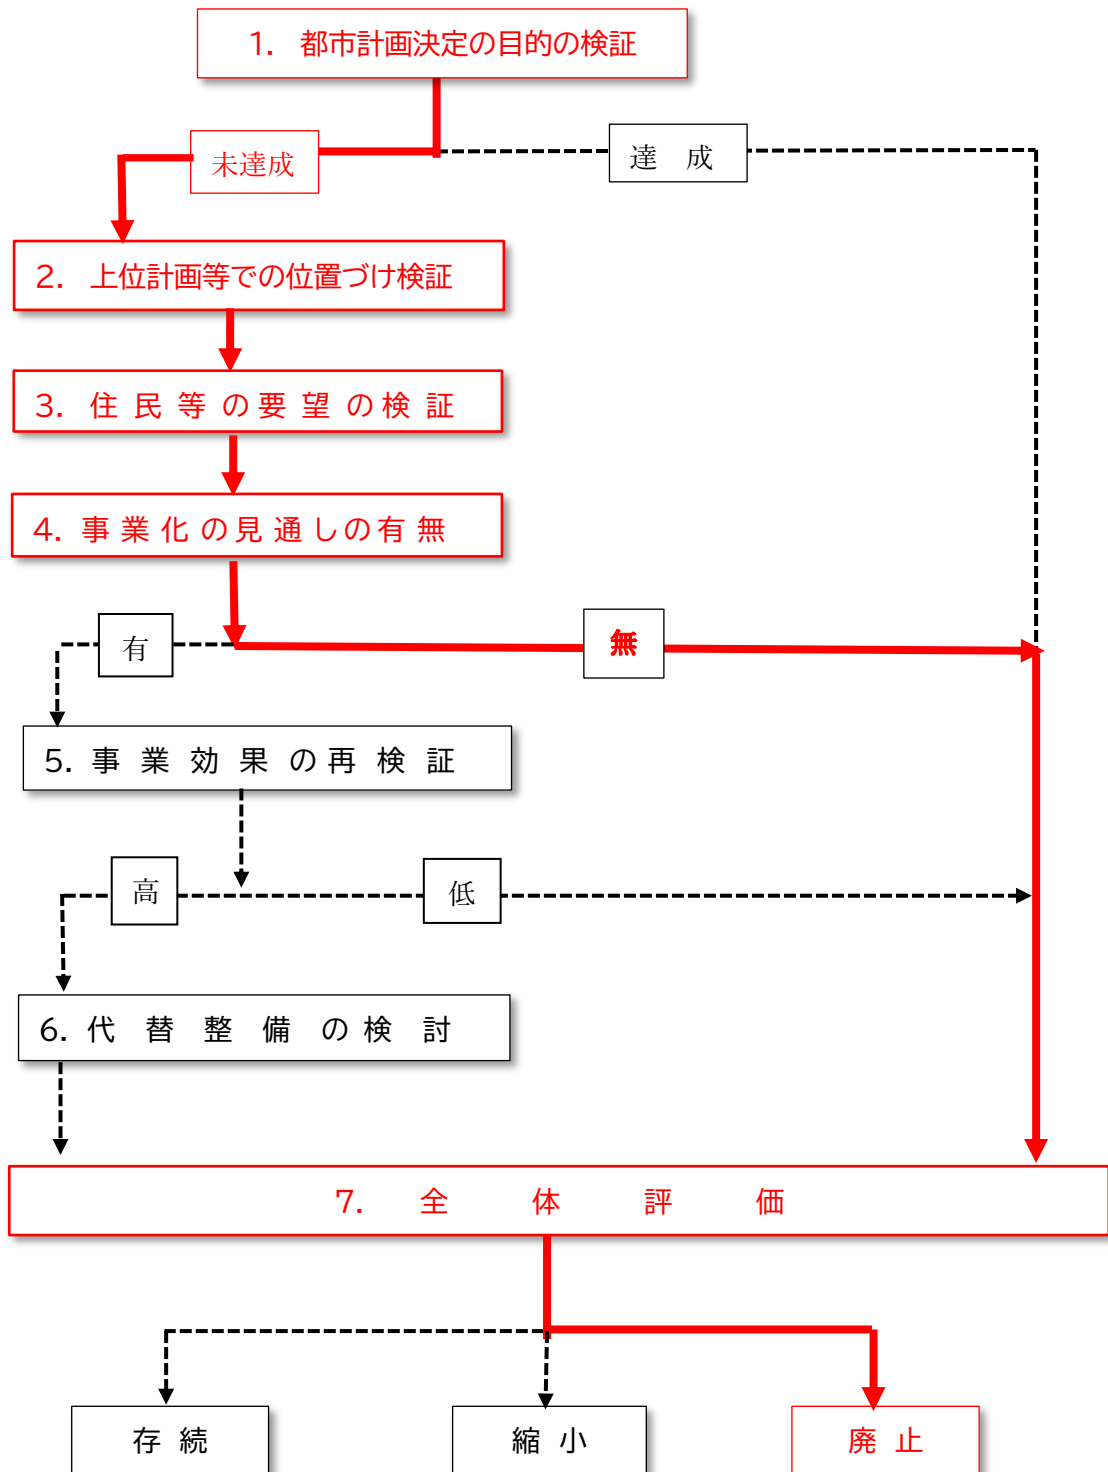 1. 都市計画決定の目的の検証
未達成
達 成
2. 上位計画等での位置づけ検証
3. 住民等の要望の検証
4. 事業化の見通しの有無
有
無
5. 事業効果の再検証
高
低
6. 代替整備の検討
7. 全体評価
存続
縮小
廃止